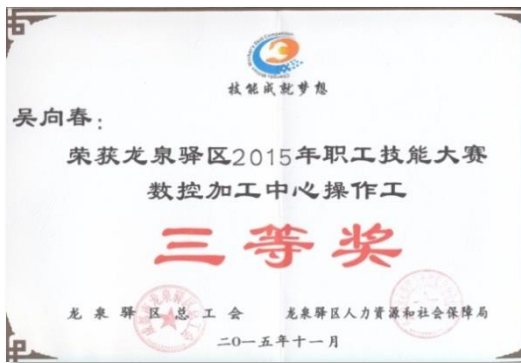 技能成就梦想
吴向春：
荣获龙泉驿区2015年职工技能大赛
数控加工中心操作工
三等奖
龙泉驿区总工会 龙泉驿区人力资源和社会保障局
二〇一五年十一月